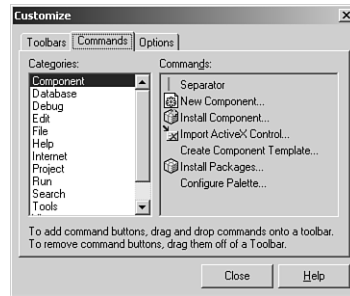 Customize
Toolbars Commands Options
Categories:
Component
Database
Debug
Edit
File
Help
Internet
Project
Run
Search
Tools
Commands:
Separator
New Component...
Install Component...
Import ActiveX Control...
Create Component Template...
Install Packages...
Configure Palette...
To add command buttons, drag and drop commands onto a toolbar.
To remove command buttons, drag them off of a Toolbar.
Close Help